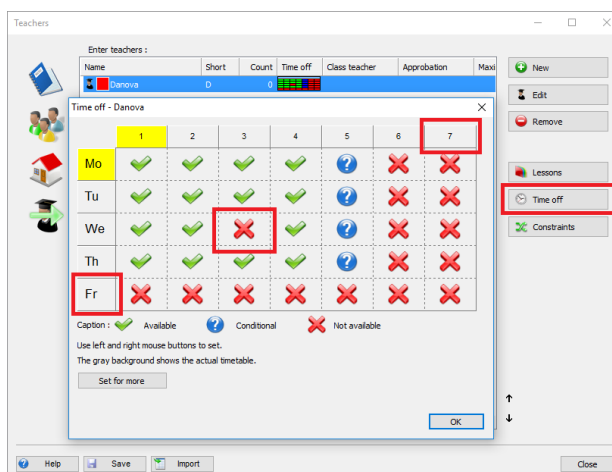 Teachers
Enter teachers :
Name Short Count Time off Class teacher Approbation Maxi
Danova D 0
New
Edit
Remove
Lessons
Time off
Constraints
Time off - Danova
1 2 3 4 5 6 7
Mo
Tu
We
Th
Fr
Caption : Available Conditional Not available
Use left and right mouse buttons to set.
The gray background shows the actual timetable.
Set for more
OK
Help Save Import Close